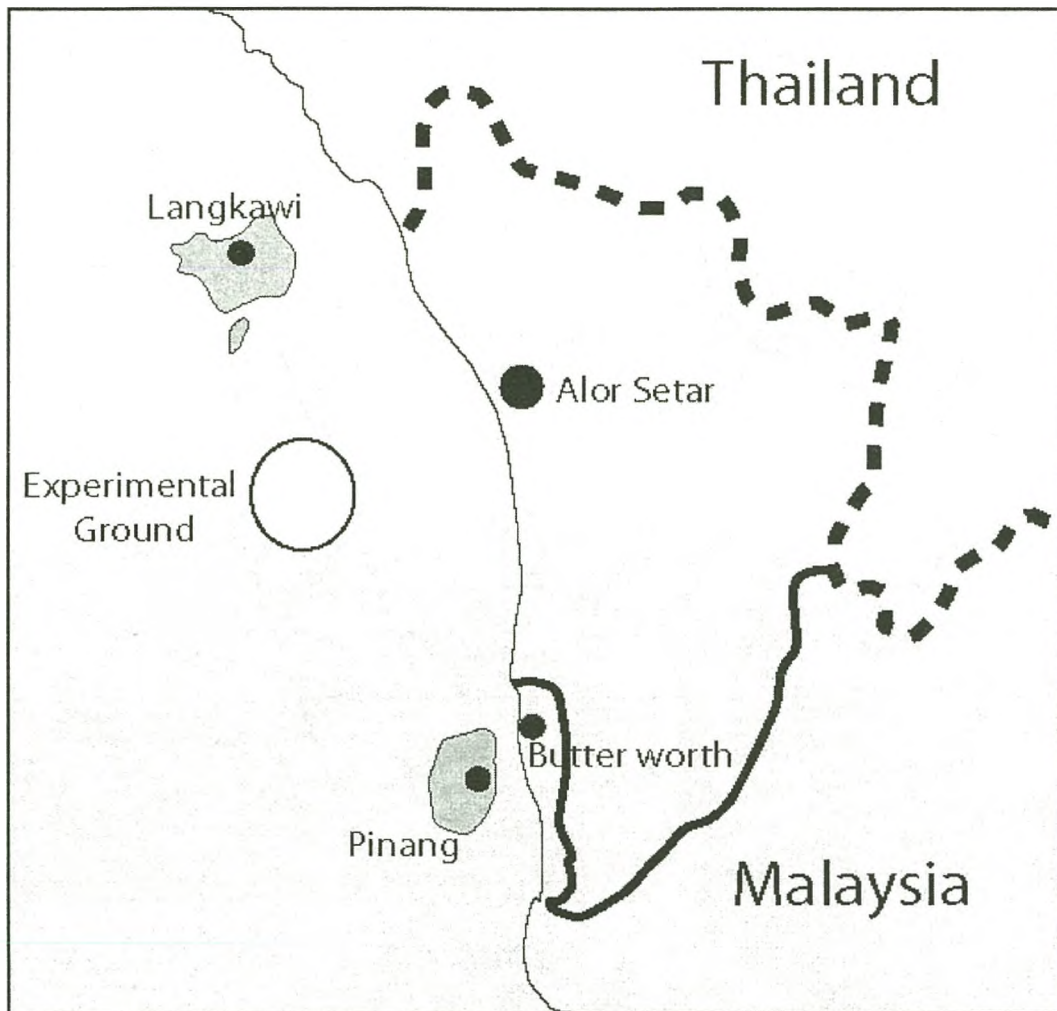 Thailand
Langkawi
Alor Setar
Experimental
Ground
Butter worth
Pinang
Malaysia